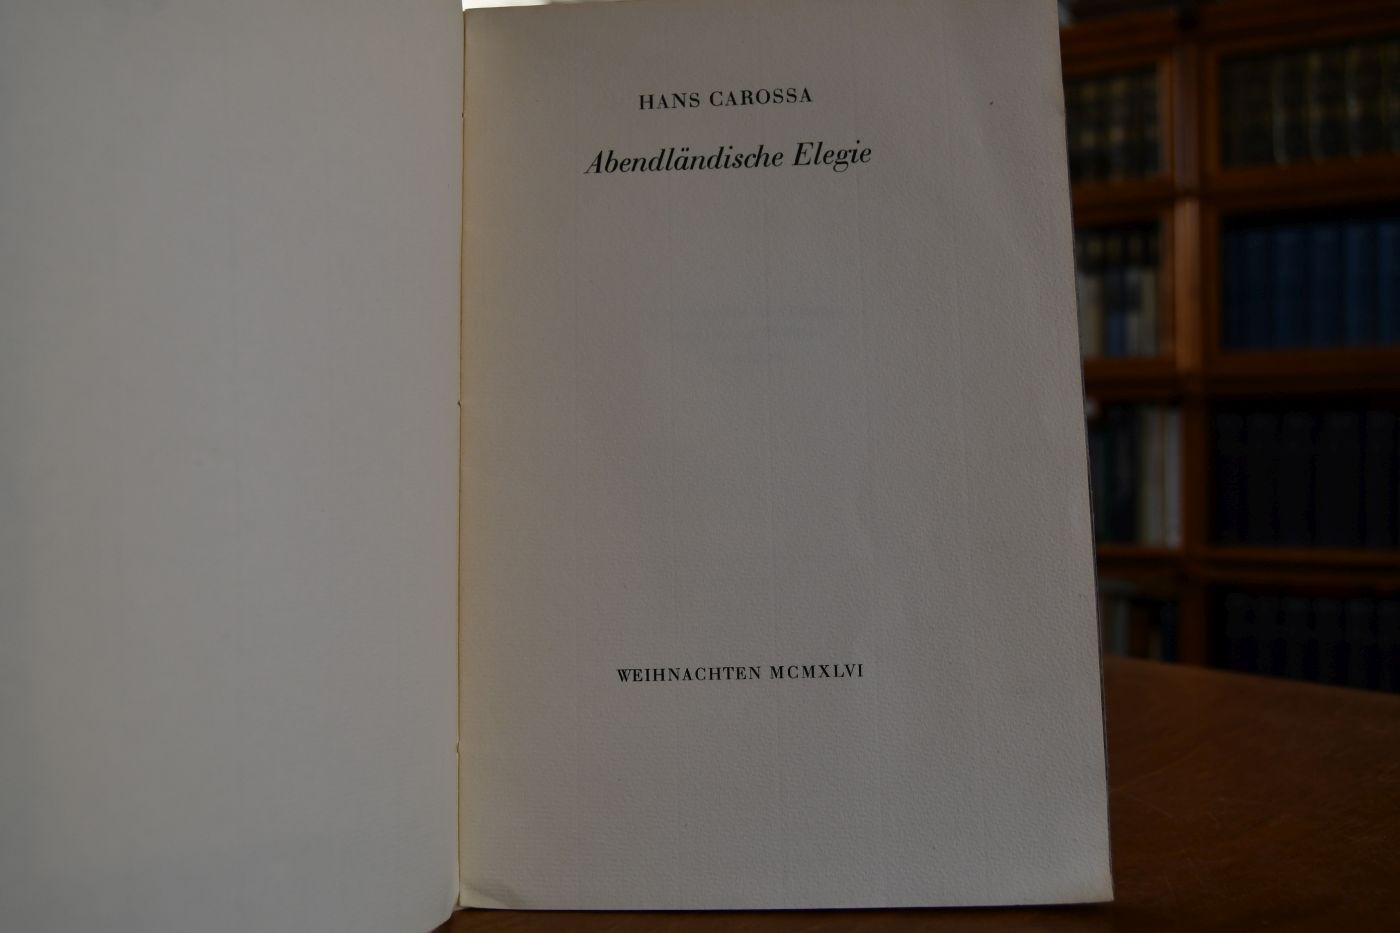 HANS CAROSSA
Abendländische Elegie
WEIHNACHTEN MCMXLVI